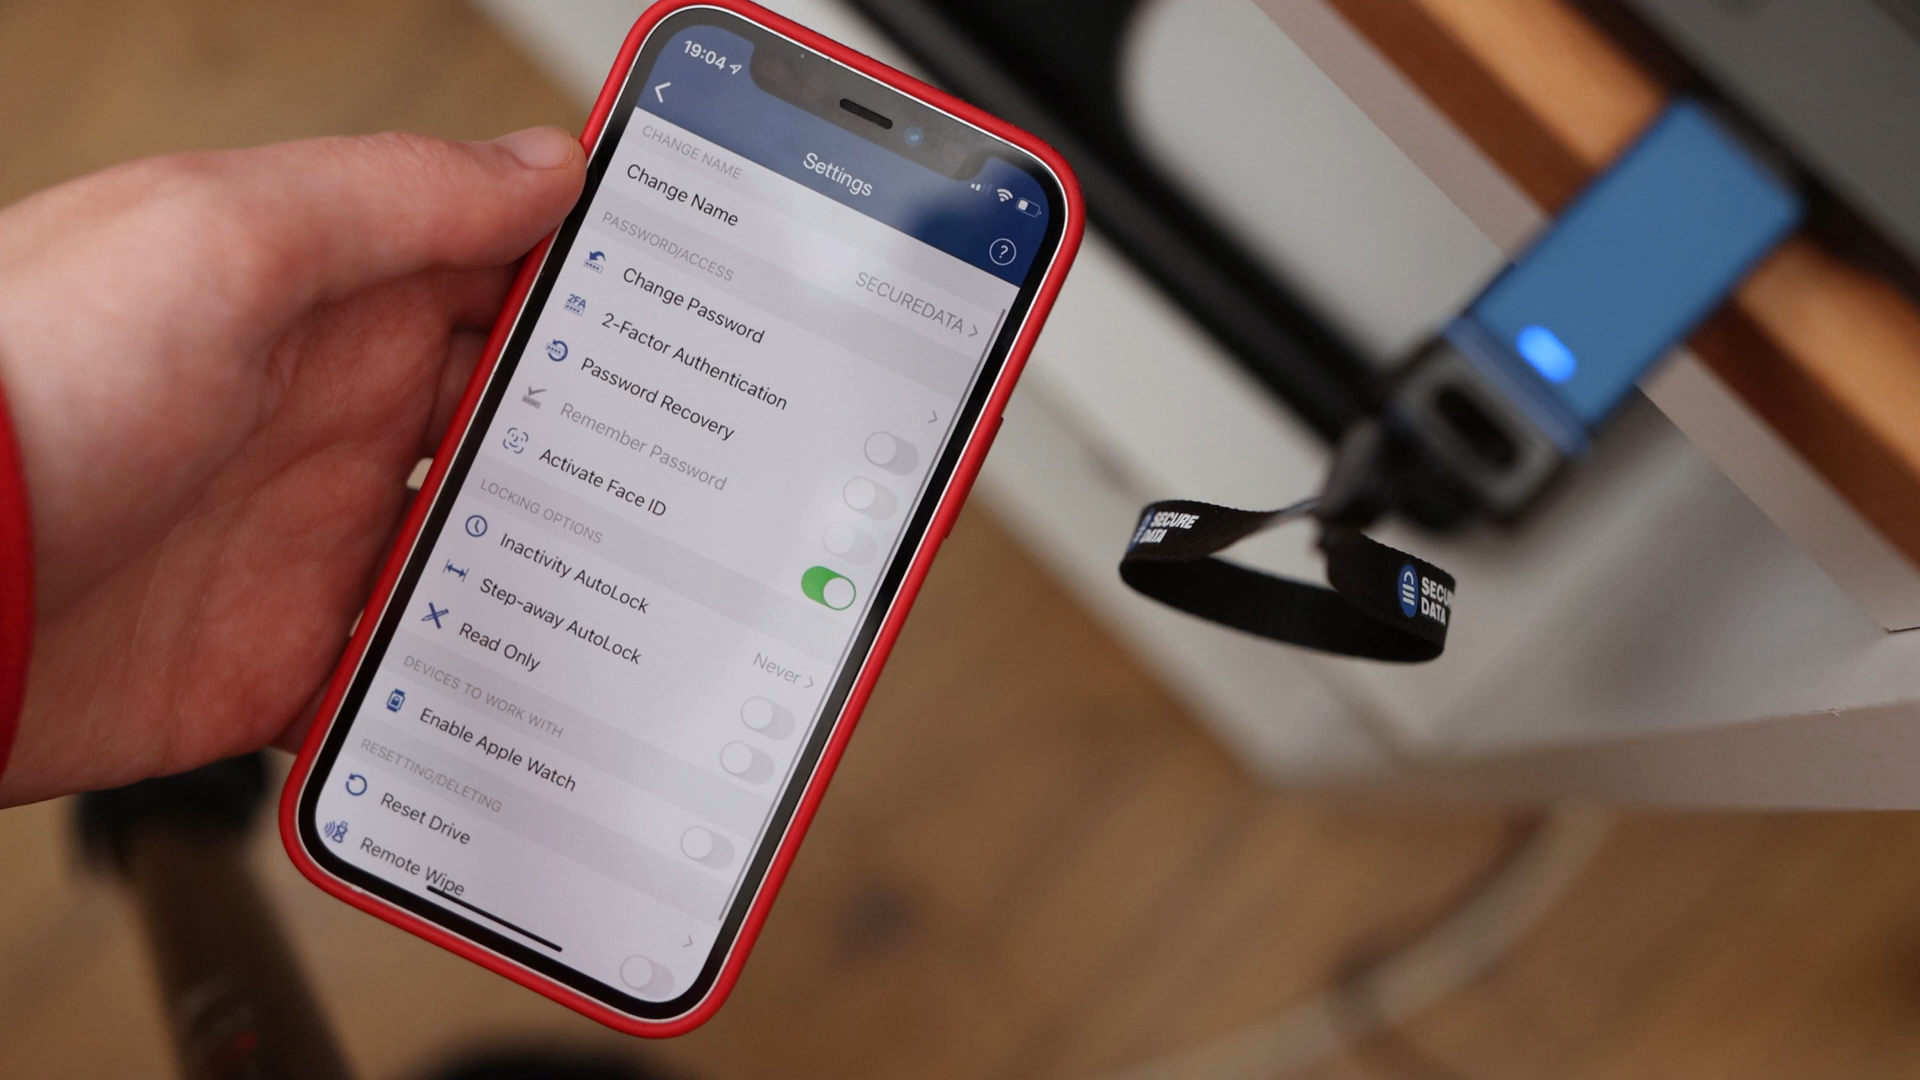 19:04
Settings
?
CHANGE NAME
Change Name
SECUREDATA
PASSWORD/ACCESS
Change Password
2FA
2-Factor Authentication
Password Recovery
Remember Password
Activate Face ID
LOCKING OPTIONS
Inactivity AutoLock
Never
Step-away AutoLock
Read Only
DEVICES TO WORK WITH
Enable Apple Watch
RESETTING/DELETING
Reset Drive
Remote Wipe
SECURE
DATA
SECU
DATA